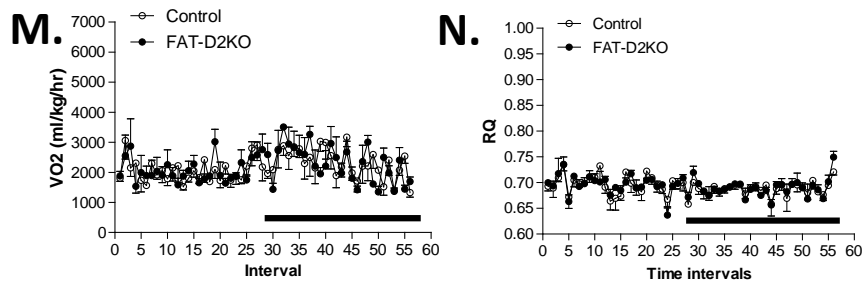 M.
Control
FAT-D2KO
VO2 (ml/kg/hr)
7000
6000
5000
4000
3000
2000
1000
0
0 5 10 15 20 25 30 35 40 45 50 55 60
Interval
N.
Control
FAT-D2KO
RQ
1.00
0.95
0.90
0.85
0.80
0.75
0.70
0.65
0.60
0 5 10 15 20 25 30 35 40 45 50 55 60
Time intervals